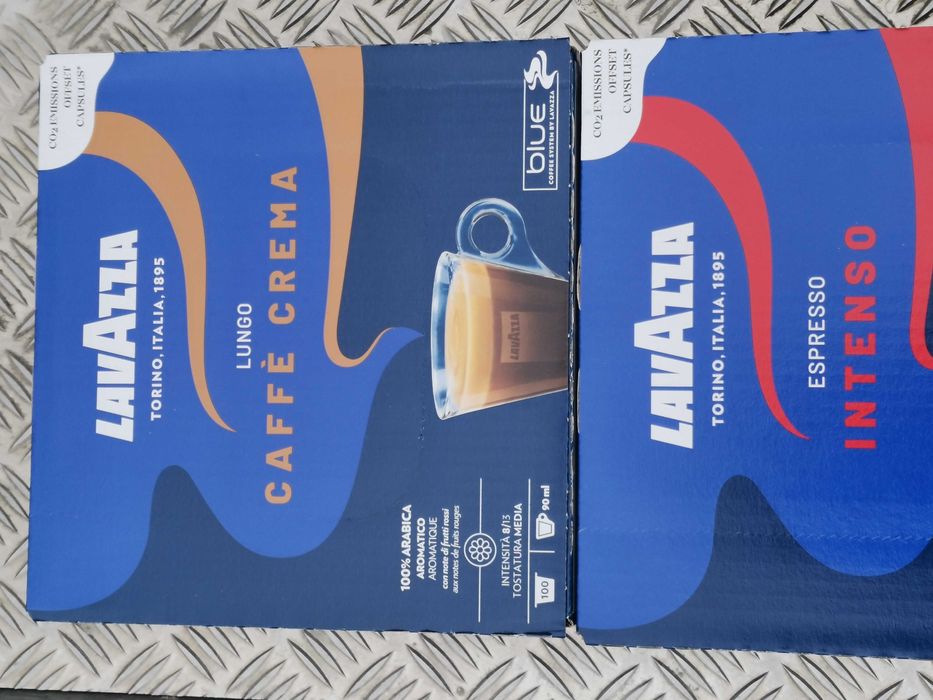 CO2 EMISSIONS
OFFSET
CAPSULES*
LAVAZZA
TORINO, ITALIA, 1895
LUNGO
CAFFÈ CREMA
LAVAZZA
blue
COFFEE SYSTEM BY LAVAZZA
100% ARABICA
AROMATICO
AROMATIQUE
con note di frutti rossi
aux notes de fruits rouges
INTENSITÀ 8/13
TOSTATURA MEDIA
100
90 ml
CO2 EMISSIONS
OFFSET
CAPSULES*
LAVAZZA
TORINO, ITALIA, 1895
ESPRESSO
INTENSO